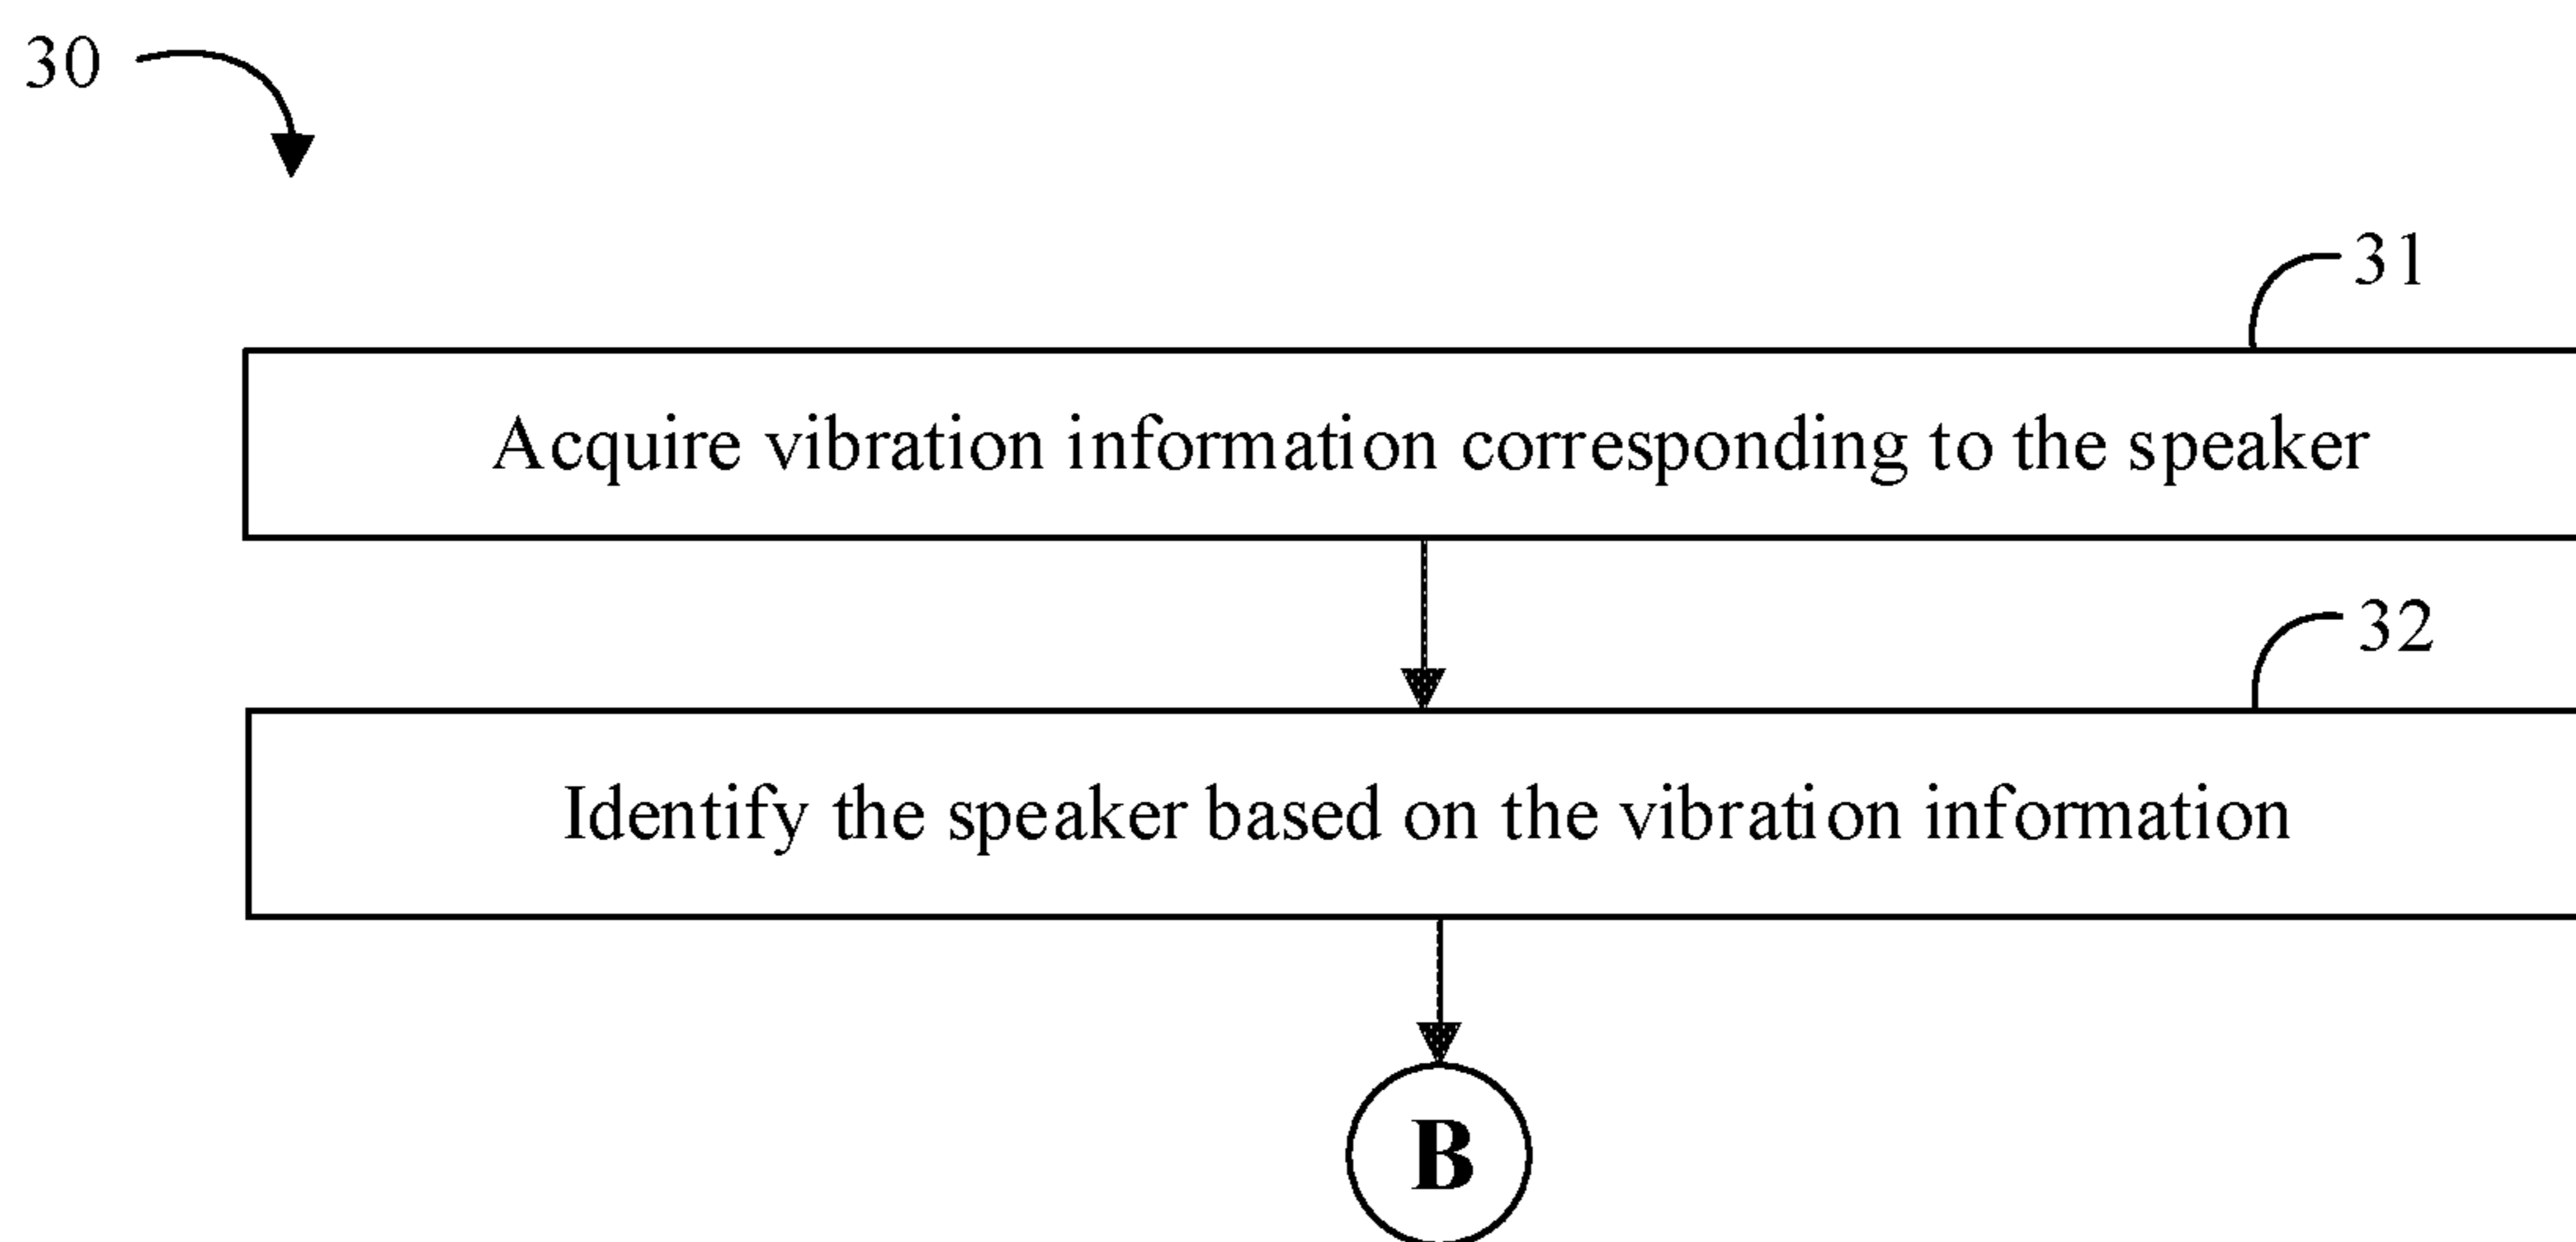 30
31
Acquire vibration information corresponding to the speaker
32
Identify the speaker based on the vibration information
B